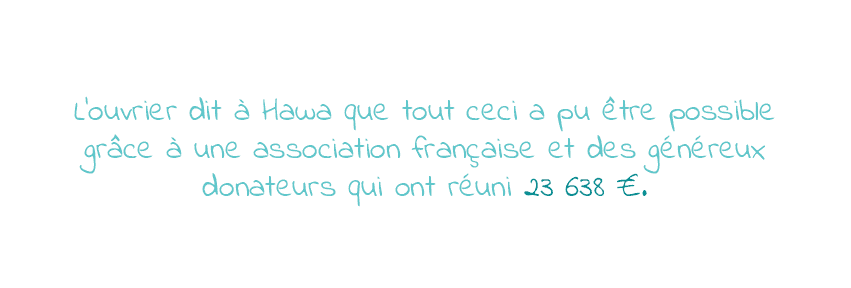 L'ouvrier dit à Hawa que tout ceci a pu être possible
grâce à une association française et des généreux
donateurs qui ont réuni 23 638 €.